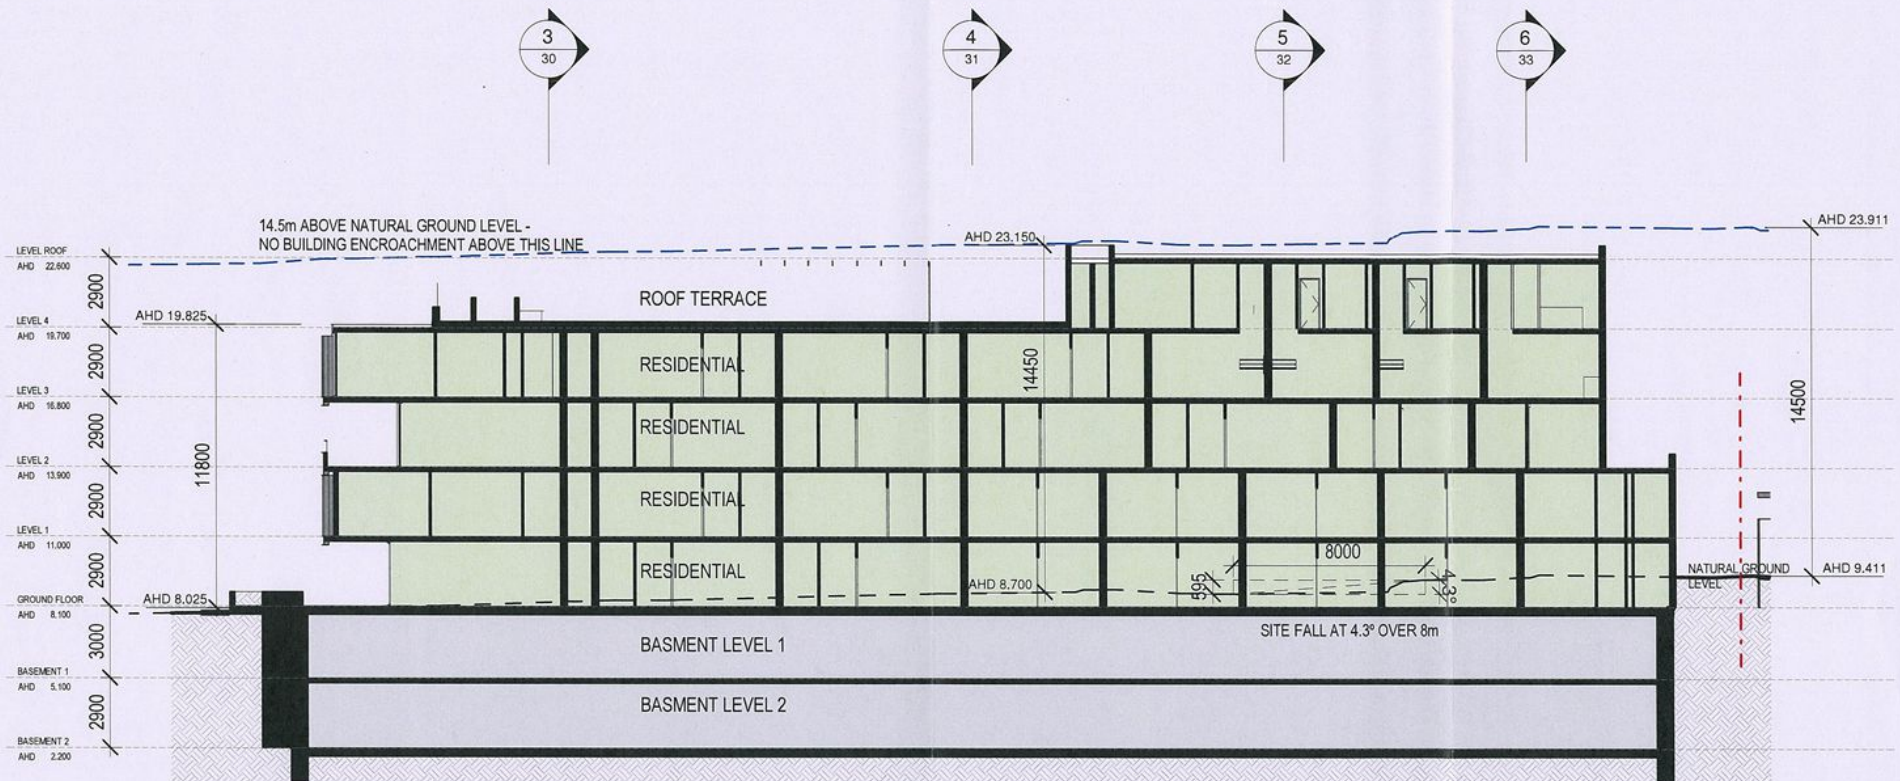 3
30
4
31
5
32
6
33
14.5m ABOVE NATURAL GROUND LEVEL -
NO BUILDING ENCROACHMENT ABOVE THIS LINE
AHD 23.150
AHD 23.911
LEVEL ROOF
AHD 22.600
2900
ROOF TERRACE
AHD 19.825
LEVEL 4
AHD 19.700
2900
RESIDENTIAL
14450
14500
LEVEL 3
AHD 16.800
2900
RESIDENTIAL
11800
LEVEL 2
AHD 13.900
2900
RESIDENTIAL
LEVEL 1
AHD 11.000
2900
RESIDENTIAL
8000
595
4.3°
AHD 8.700
NATURAL GROUND
LEVEL
AHD 9.411
GROUND FLOOR
AHD 8.100
AHD 8.025
3000
BASMENT LEVEL 1
SITE FALL AT 4.3º OVER 8m
BASEMENT 1
AHD 5.100
2900
BASMENT LEVEL 2
BASEMENT 2
AHD 2.200